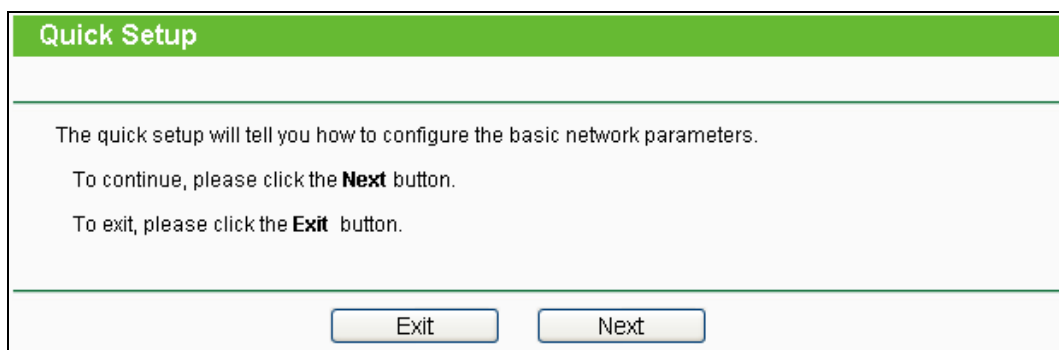 Quick Setup
The quick setup will tell you how to configure the basic network parameters.
To continue, please click the Next button.
To exit, please click the Exit button.
Exit Next